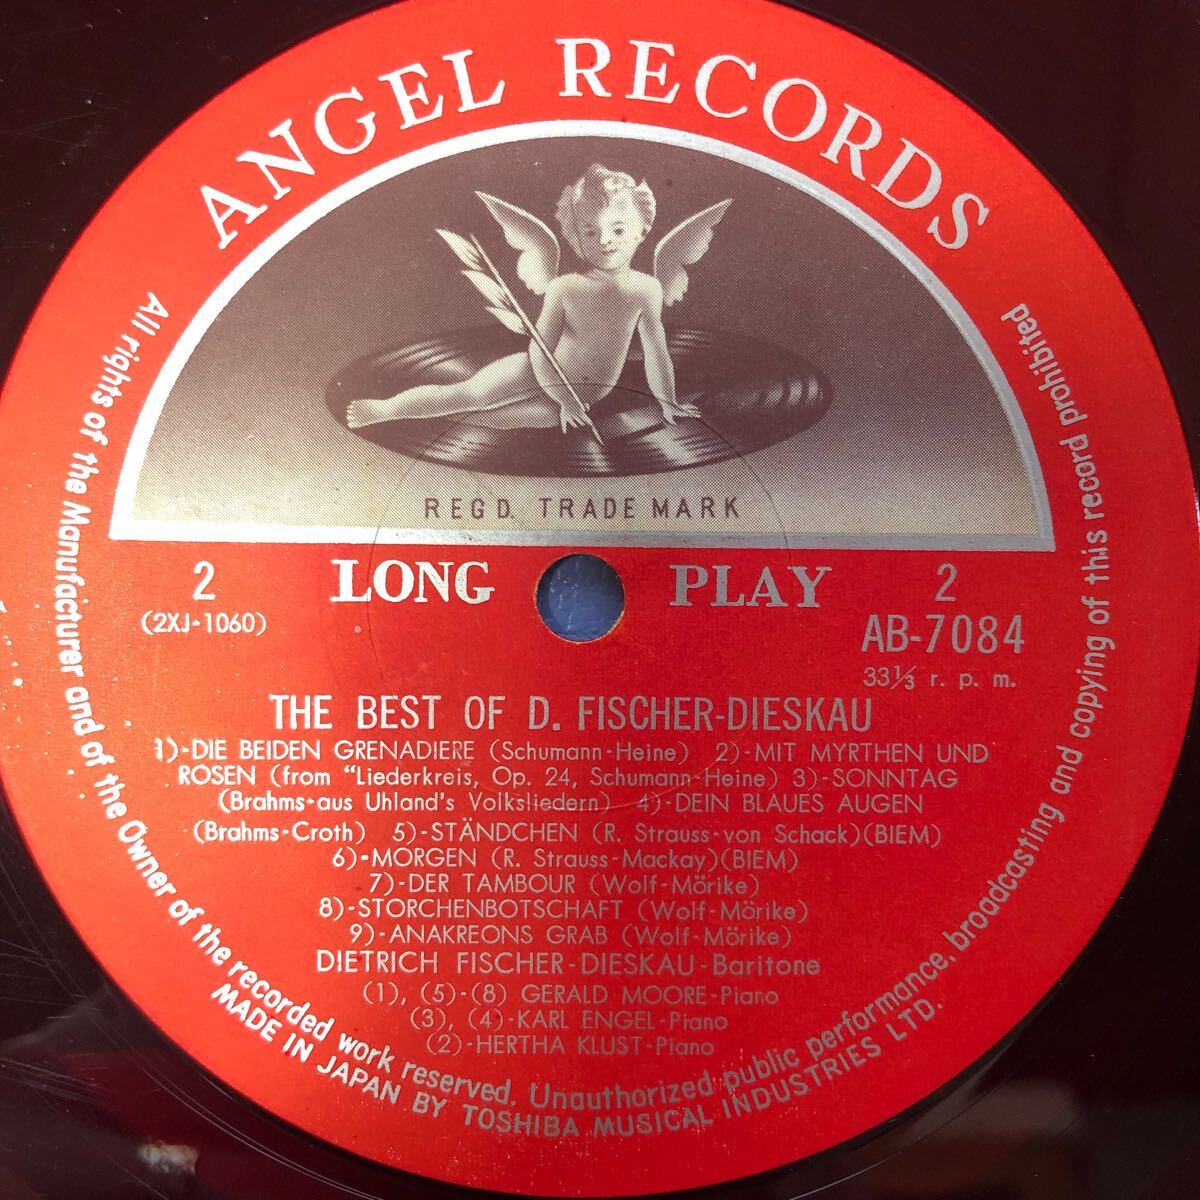 ANGEL RECORDS
REGD. TRADE MARK
2 LONG PLAY 2
(2XJ-1060) AB-7084
33⅓ r. p. m.
THE BEST OF D. FISCHER-DIESKAU
1)-DIE BEIDEN GRENADIERE (Schumann-Heine) 2)-MIT MYRTHEN UND
ROSEN (from "Liederkreis, Op. 24, Schumann-Heine) 3)-SONNTAG
(Brahms-aus Uhland's Volksliedern) 4)-DEIN BLAUES AUGEN
(Brahms-Croth) 5)-STÄNDCHEN (R. Strauss-von Schack)(BIEM)
6)-MORGEN (R. Strauss-Mackay)(BIEM)
7)-DER TAMBOUR (Wolf-Mörike)
8)-STORCHENBOTSCHAFT (Wolf-Mörike)
9)-ANAKREONS GRAB (Wolf-Mörike)
DIETRICH FISCHER-DIESKAU-Baritone
(1), (5)-(8) GERALD MOORE-Piano
(3), (4)-KARL ENGEL-Piano
(2)-HERTHA KLUST-Piano
All rights of the Manufacturer and of the Owner of the recorded work reserved. Unauthorized public performance, broadcasting and copying of this record prohibited
MADE IN JAPAN BY TOSHIBA MUSICAL INDUSTRIES LTD.